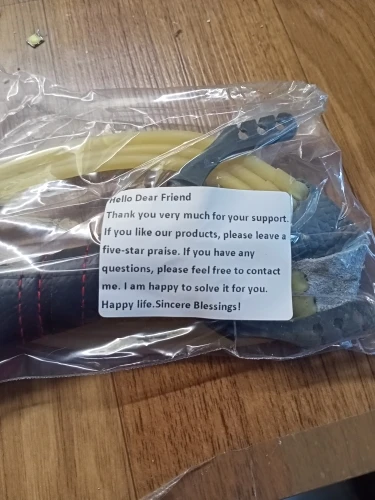 Hello Dear Friend
Thank you very much for your support.
If you like our products, please leave a
five-star praise. If you have any
questions, please feel free to contact
me. I am happy to solve it for you.
Happy life.Sincere Blessings!